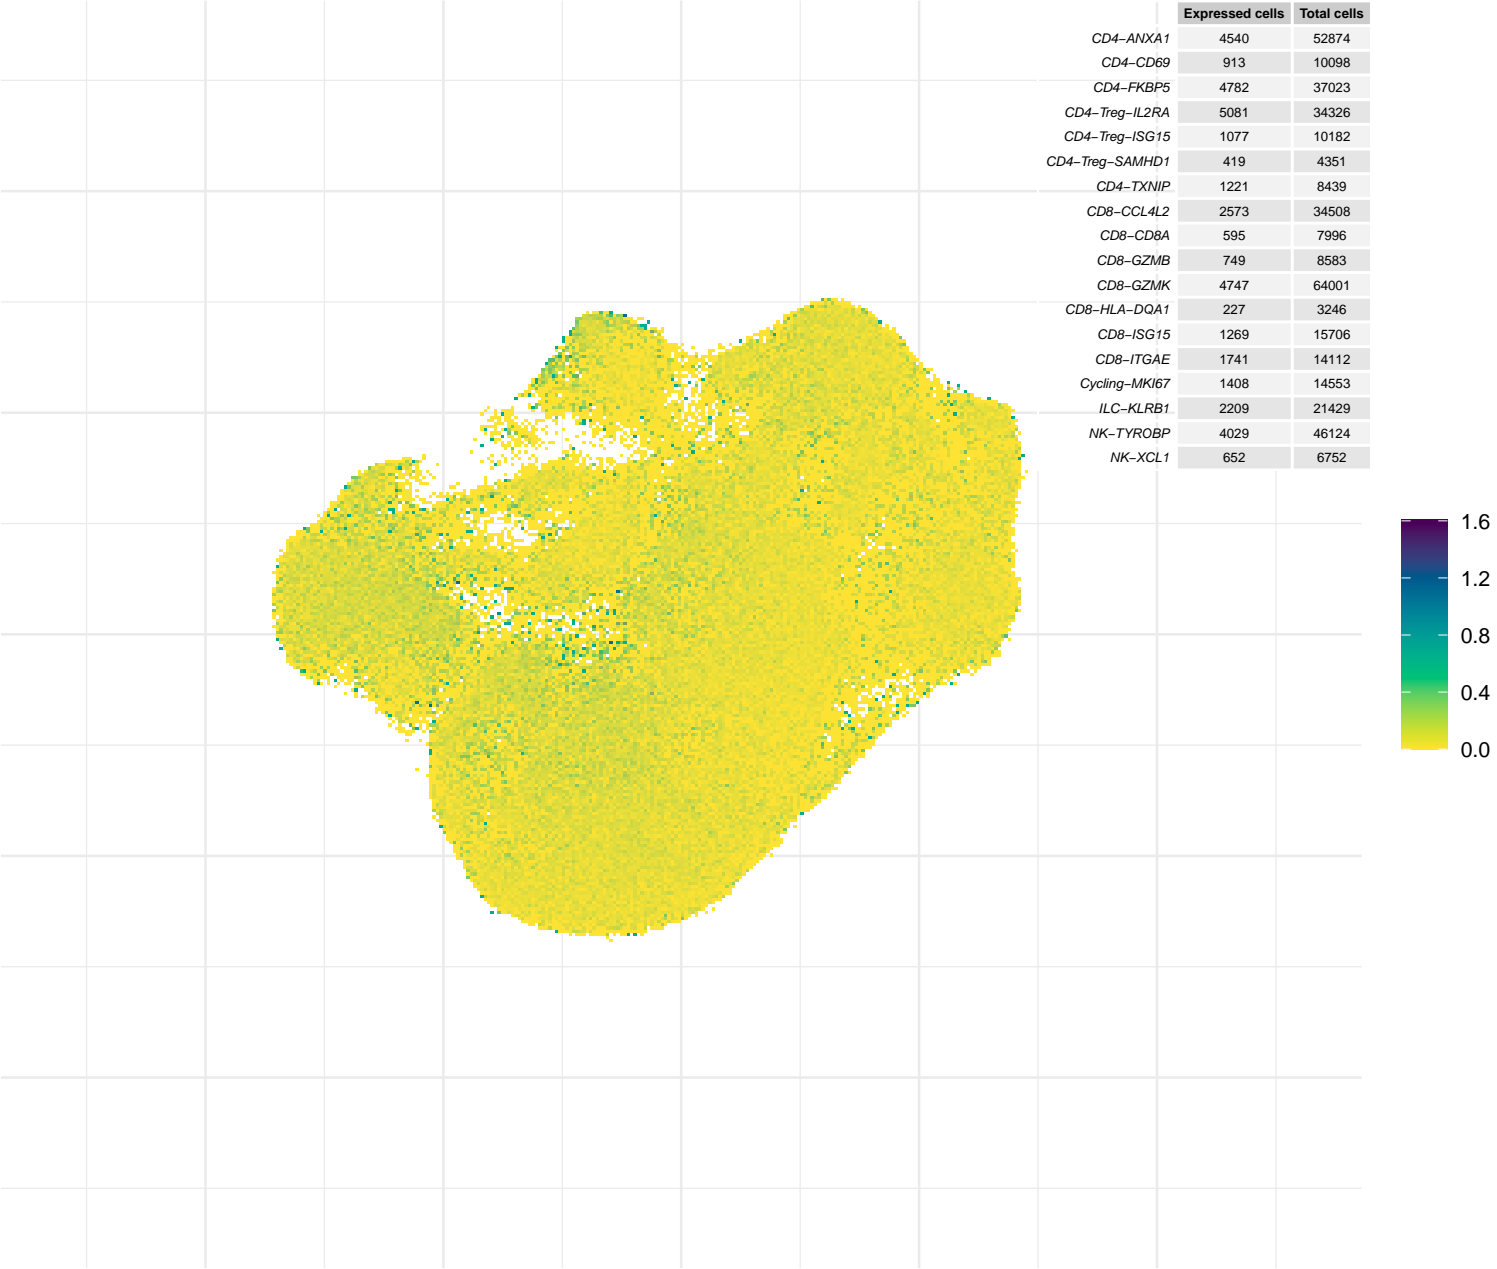 Expressed cells Total cells
CD4−ANXA1 4540 52874
CD4−CD69 913 10098
CD4−FKBP5 4782 37023
CD4−Treg−IL2RA 5081 34326
CD4−Treg−ISG15 1077 10182
CD4−Treg−SAMHD1 419 4351
CD4−TXNIP 1221 8439
CD8−CCL4L2 2573 34508
CD8−CD8A 595 7996
CD8−GZMB 749 8583
CD8−GZMK 4747 64001
CD8−HLA−DQA1 227 3246
CD8−ISG15 1269 15706
CD8−ITGAE 1741 14112
Cycling−MKI67 1408 14553
ILC−KLRB1 2209 21429
NK−TYROBP 4029 46124
NK−XCL1 652 6752
1.6
1.2
0.8
0.4
0.0